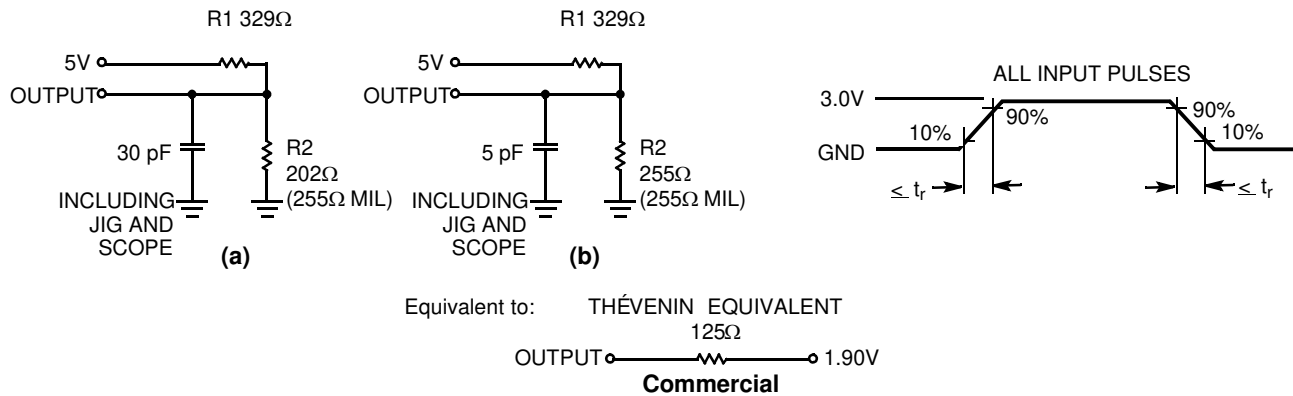 R1 329Ω
5V
OUTPUT
30 pF
R2
202Ω
(255Ω MIL)
INCLUDING
JIG AND
SCOPE
(a)
R1 329Ω
5V
OUTPUT
5 pF
R2
255Ω
(255Ω MIL)
INCLUDING
JIG AND
SCOPE
(b)
ALL INPUT PULSES
3.0V
90%
90%
10%
10%
GND
≤ tr
≤ tr
Equivalent to: THÉVENIN EQUIVALENT
125Ω
OUTPUT 1.90V
Commercial